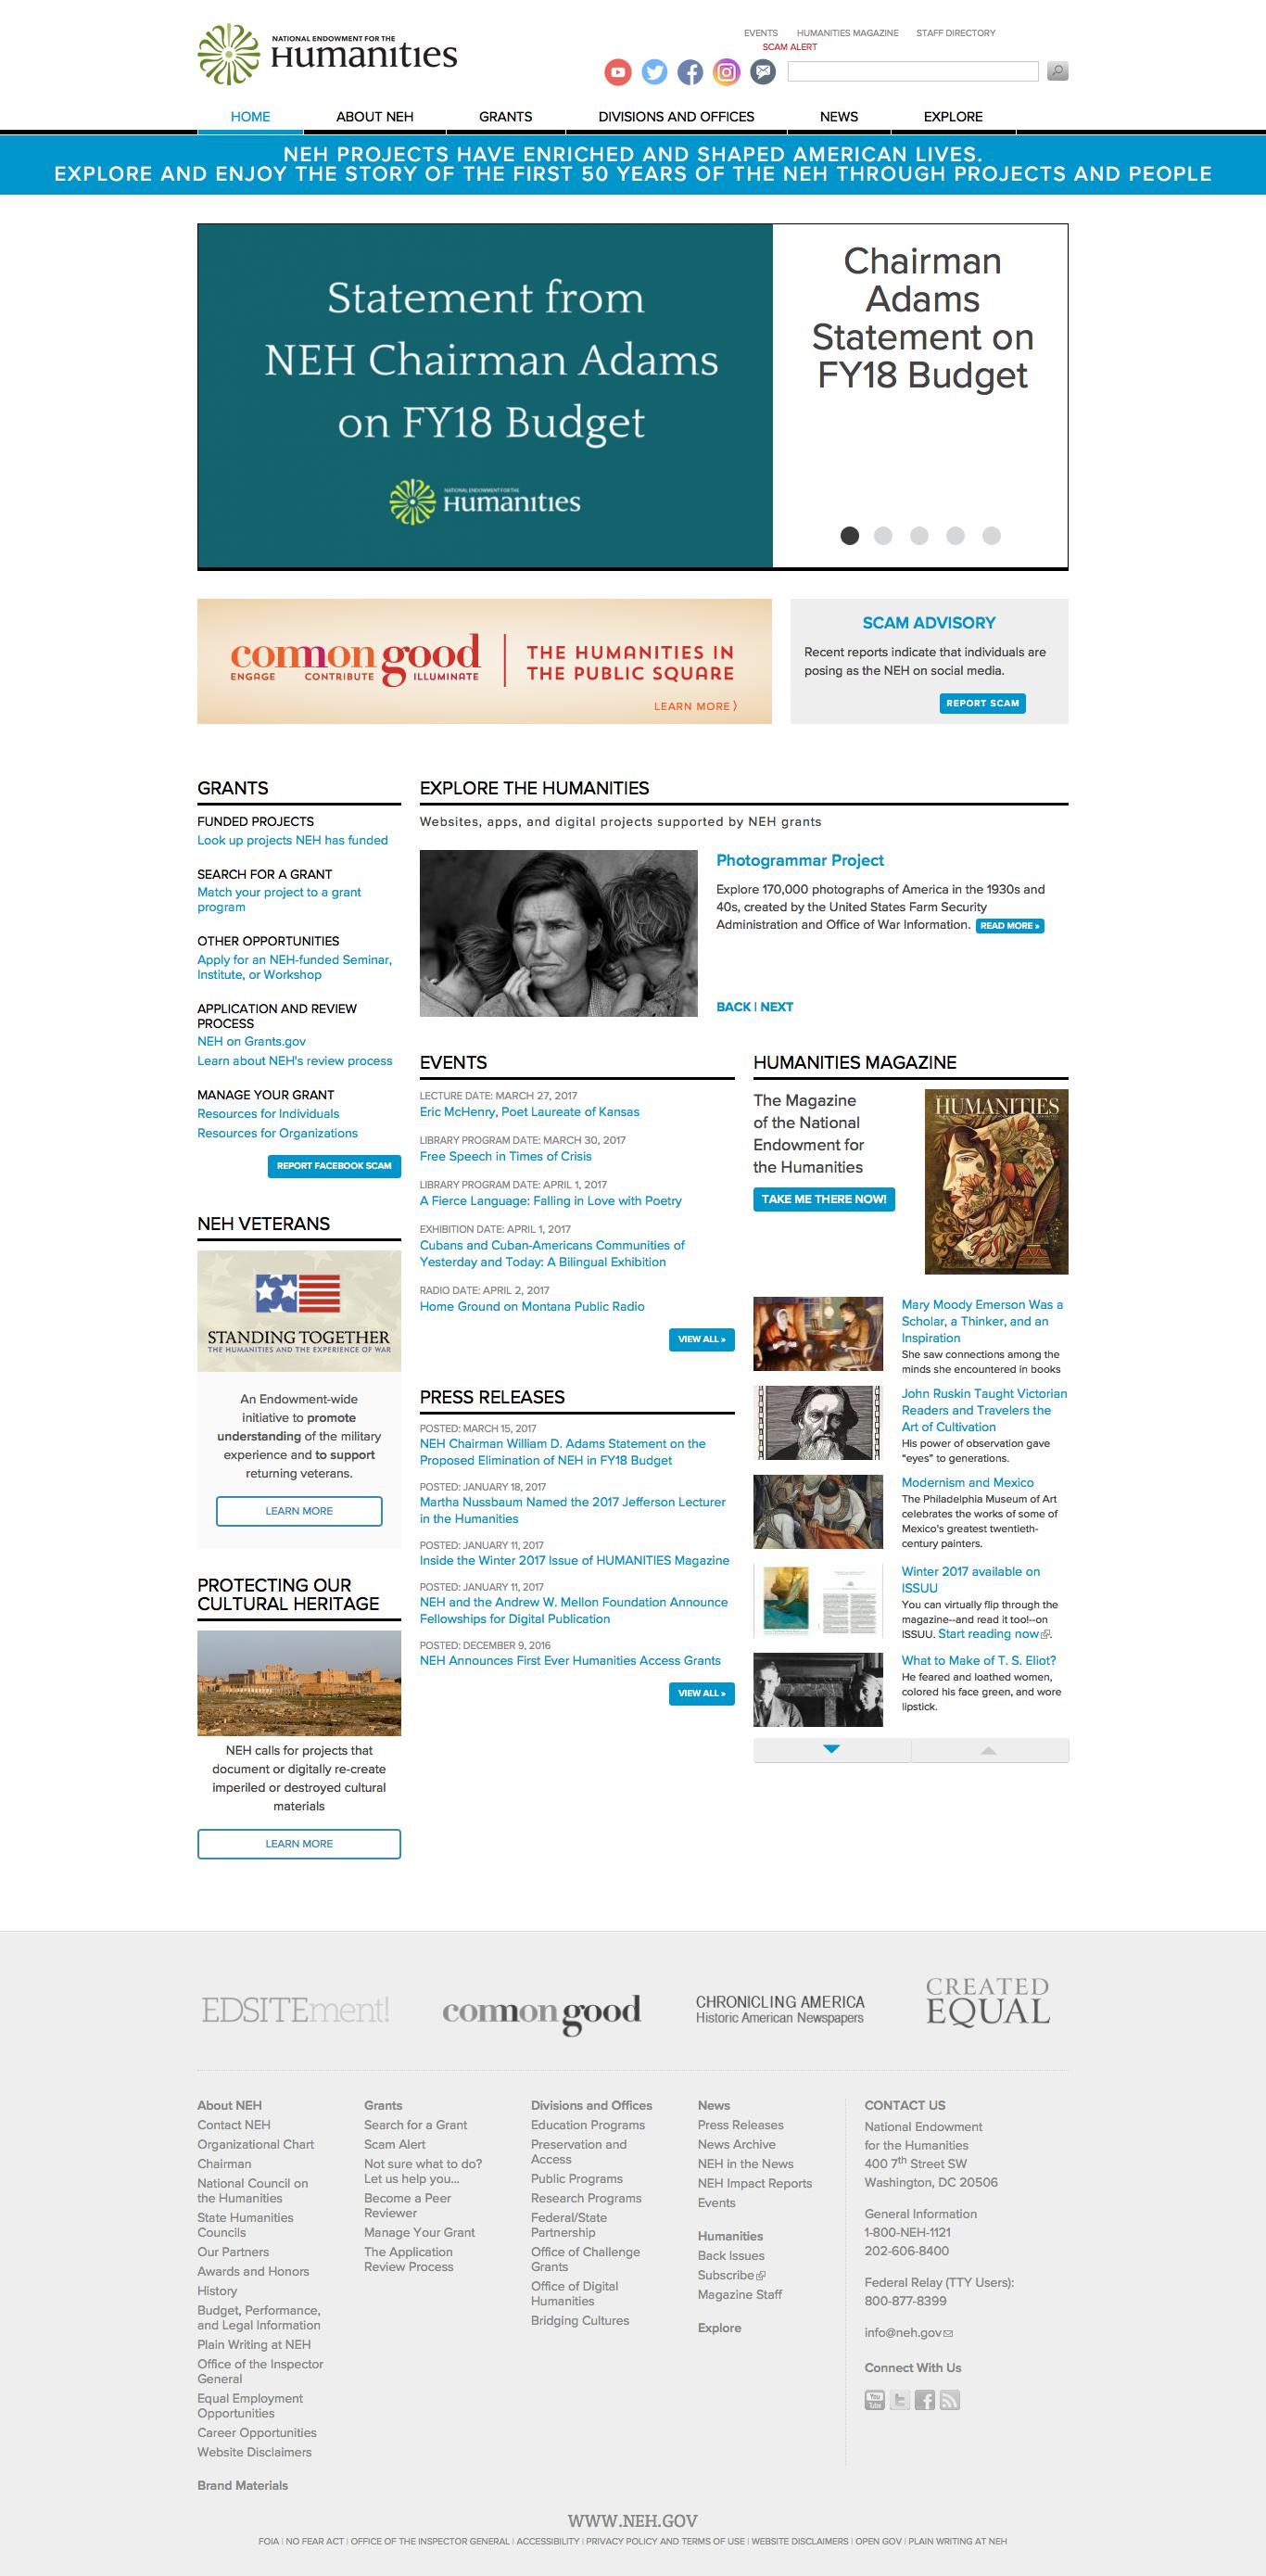 NATIONAL ENDOWMENT FOR THE
Humanities
EVENTS HUMANITIES MAGAZINE STAFF DIRECTORY
SCAM ALERT
HOME ABOUT NEH GRANTS DIVISIONS AND OFFICES NEWS EXPLORE
NEH PROJECTS HAVE ENRICHED AND SHAPED AMERICAN LIVES.
EXPLORE AND ENJOY THE STORY OF THE FIRST 50 YEARS OF THE NEH THROUGH PROJECTS AND PEOPLE
Statement from
NEH Chairman Adams
on FY18 Budget
NATIONAL ENDOWMENT FOR THE
Humanities
Chairman
Adams
Statement on
FY18 Budget
common good
ENGAGE CONTRIBUTE ILLUMINATE
THE HUMANITIES IN
THE PUBLIC SQUARE
LEARN MORE ⟩
SCAM ADVISORY
Recent reports indicate that individuals are
posing as the NEH on social media.
REPORT SCAM
GRANTS
FUNDED PROJECTS
Look up projects NEH has funded
SEARCH FOR A GRANT
Match your project to a grant
program
OTHER OPPORTUNITIES
Apply for an NEH-funded Seminar,
Institute, or Workshop
APPLICATION AND REVIEW
PROCESS
NEH on Grants.gov
Learn about NEH's review process
MANAGE YOUR GRANT
Resources for Individuals
Resources for Organizations
REPORT FACEBOOK SCAM
NEH VETERANS
STANDING TOGETHER
THE HUMANITIES AND THE EXPERIENCE OF WAR
An Endowment-wide
initiative to promote
understanding of the military
experience and to support
returning veterans.
LEARN MORE
PROTECTING OUR
CULTURAL HERITAGE
NEH calls for projects that
document or digitally re-create
imperiled or destroyed cultural
materials
LEARN MORE
EXPLORE THE HUMANITIES
Websites, apps, and digital projects supported by NEH grants
Photogrammar Project
Explore 170,000 photographs of America in the 1930s and
40s, created by the United States Farm Security
Administration and Office of War Information. READ MORE »
BACK | NEXT
EVENTS
LECTURE DATE: MARCH 27, 2017
Eric McHenry, Poet Laureate of Kansas
LIBRARY PROGRAM DATE: MARCH 30, 2017
Free Speech in Times of Crisis
LIBRARY PROGRAM DATE: APRIL 1, 2017
A Fierce Language: Falling in Love with Poetry
EXHIBITION DATE: APRIL 1, 2017
Cubans and Cuban-Americans Communities of
Yesterday and Today: A Bilingual Exhibition
RADIO DATE: APRIL 2, 2017
Home Ground on Montana Public Radio
VIEW ALL »
PRESS RELEASES
POSTED: MARCH 15, 2017
NEH Chairman William D. Adams Statement on the
Proposed Elimination of NEH in FY18 Budget
POSTED: JANUARY 18, 2017
Martha Nussbaum Named the 2017 Jefferson Lecturer
in the Humanities
POSTED: JANUARY 11, 2017
Inside the Winter 2017 Issue of HUMANITIES Magazine
POSTED: JANUARY 11, 2017
NEH and the Andrew W. Mellon Foundation Announce
Fellowships for Digital Publication
POSTED: DECEMBER 9, 2016
NEH Announces First Ever Humanities Access Grants
VIEW ALL »
HUMANITIES MAGAZINE
The Magazine
of the National
Endowment for
the Humanities
TAKE ME THERE NOW!
HUMANITIES
Mary Moody Emerson Was a
Scholar, a Thinker, and an
Inspiration
She saw connections among the
minds she encountered in books
John Ruskin Taught Victorian
Readers and Travelers the
Art of Cultivation
His power of observation gave
"eyes" to generations.
Modernism and Mexico
The Philadelphia Museum of Art
celebrates the works of some of
Mexico's greatest twentieth-
century painters.
Winter 2017 available on
ISSUU
You can virtually flip through the
magazine--and read it too!--on
ISSUU. Start reading now.
What to Make of T. S. Eliot?
He feared and loathed women,
colored his face green, and wore
lipstick.
EDSITEment!
common good
CHRONICLING AMERICA
Historic American Newspapers
CREATED
EQUAL
About NEH
Contact NEH
Organizational Chart
Chairman
National Council on
the Humanities
State Humanities
Councils
Our Partners
Awards and Honors
History
Budget, Performance,
and Legal Information
Plain Writing at NEH
Office of the Inspector
General
Equal Employment
Opportunities
Career Opportunities
Website Disclaimers
Brand Materials
Grants
Search for a Grant
Scam Alert
Not sure what to do?
Let us help you...
Become a Peer
Reviewer
Manage Your Grant
The Application
Review Process
Divisions and Offices
Education Programs
Preservation and
Access
Public Programs
Research Programs
Federal/State
Partnership
Office of Challenge
Grants
Office of Digital
Humanities
Bridging Cultures
News
Press Releases
News Archive
NEH in the News
NEH Impact Reports
Events
Humanities
Back Issues
Subscribe
Magazine Staff
Explore
CONTACT US
National Endowment
for the Humanities
400 7th Street SW
Washington, DC 20506
General Information
1-800-NEH-1121
202-606-8400
Federal Relay (TTY Users):
800-877-8399
info@neh.gov
Connect With Us
You
Tube
WWW.NEH.GOV
FOIA | NO FEAR ACT | OFFICE OF THE INSPECTOR GENERAL | ACCESSIBILITY | PRIVACY POLICY AND TERMS OF USE | WEBSITE DISCLAIMERS | OPEN GOV | PLAIN WRITING AT NEH